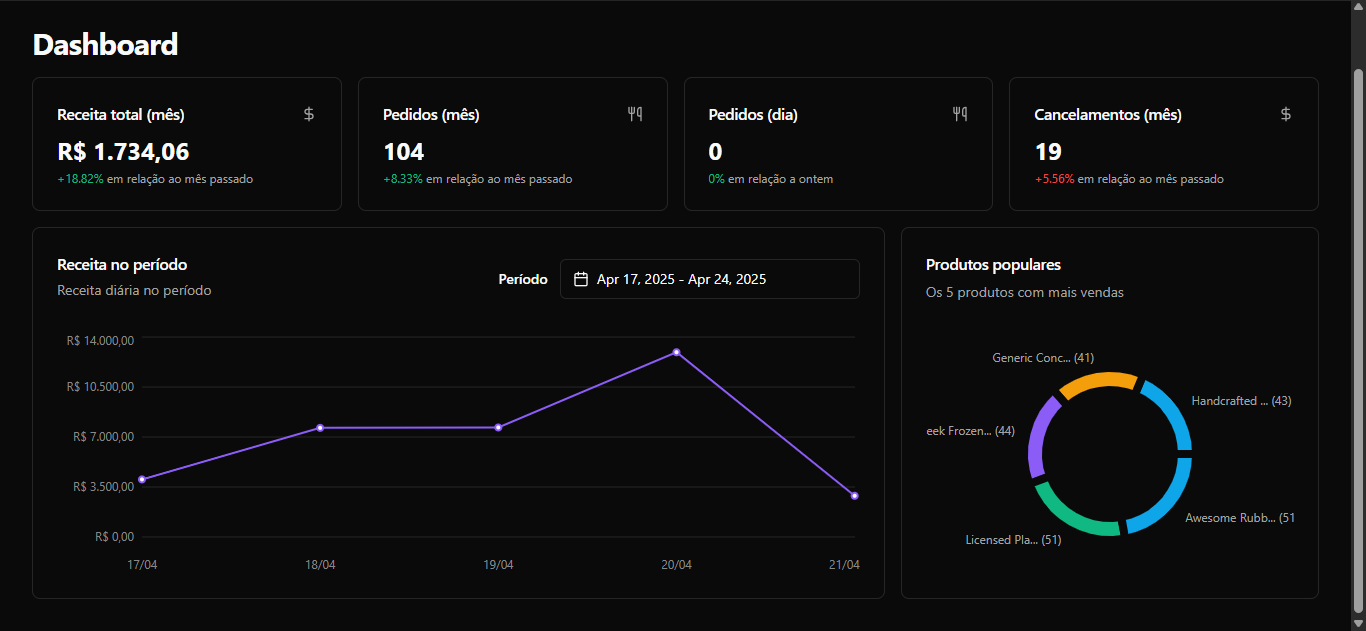 Dashboard
Receita total (mês)
R$ 1.734,06
+18.82% em relação ao mês passado
Pedidos (mês)
104
+8.33% em relação ao mês passado
Pedidos (dia)
0
0% em relação a ontem
Cancelamentos (mês)
19
+5.56% em relação ao mês passado
Receita no período
Receita diária no período
Período
Apr 17, 2025 - Apr 24, 2025
R$ 14.000,00
R$ 10.500,00
R$ 7.000,00
R$ 3.500,00
R$ 0,00
17/04
18/04
19/04
20/04
21/04
Produtos populares
Os 5 produtos com mais vendas
Generic Conc... (41)
Handcrafted ... (43)
eek Frozen... (44)
Awesome Rubb... (51
Licensed Pla... (51)